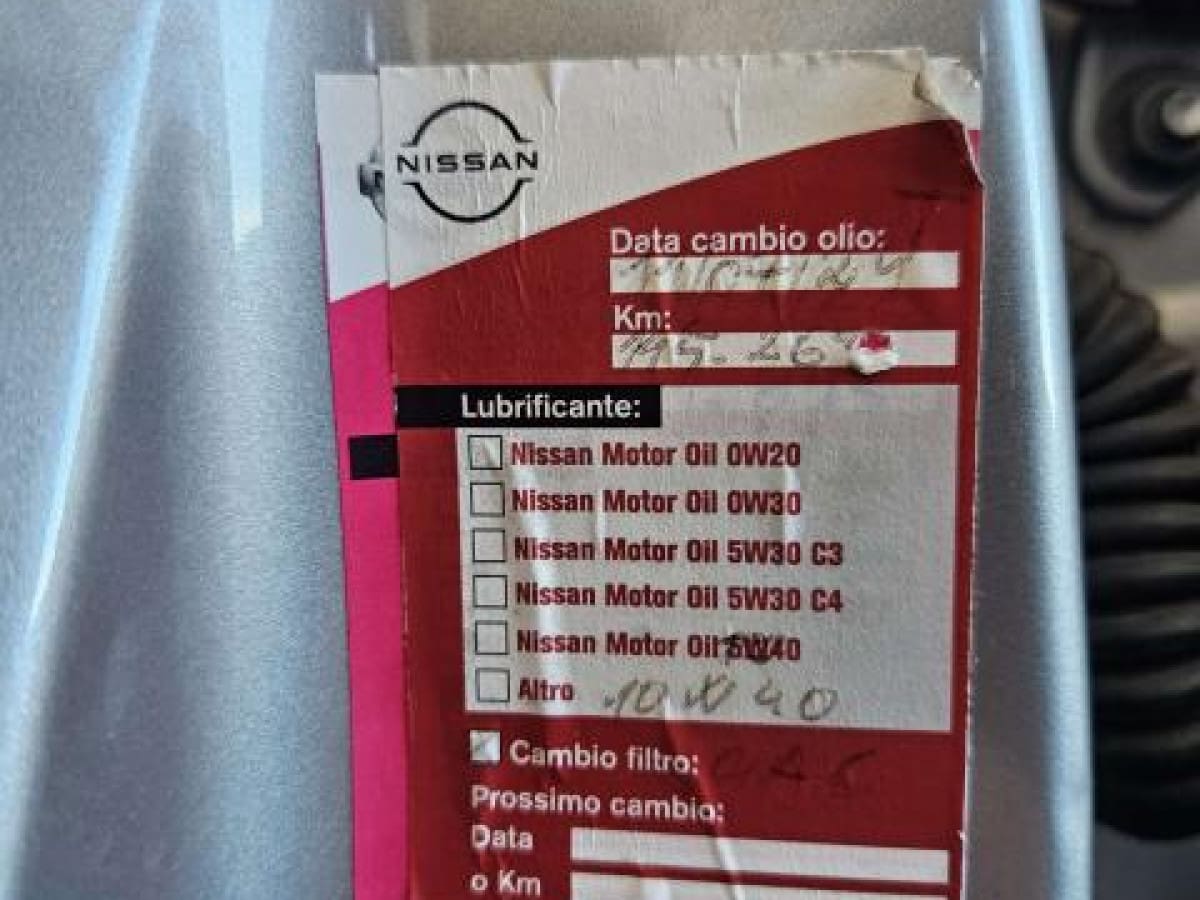 NISSAN
Data cambio olio:
Km:
Lubrificante:
Nissan Motor Oil 0W20
Nissan Motor Oil 0W30
Nissan Motor Oil 5W30 C3
Nissan Motor Oil 5W30 C4
Nissan Motor Oil 5W40
Altro 10W40
Cambio filtro:
Prossimo cambio:
Data
o Km